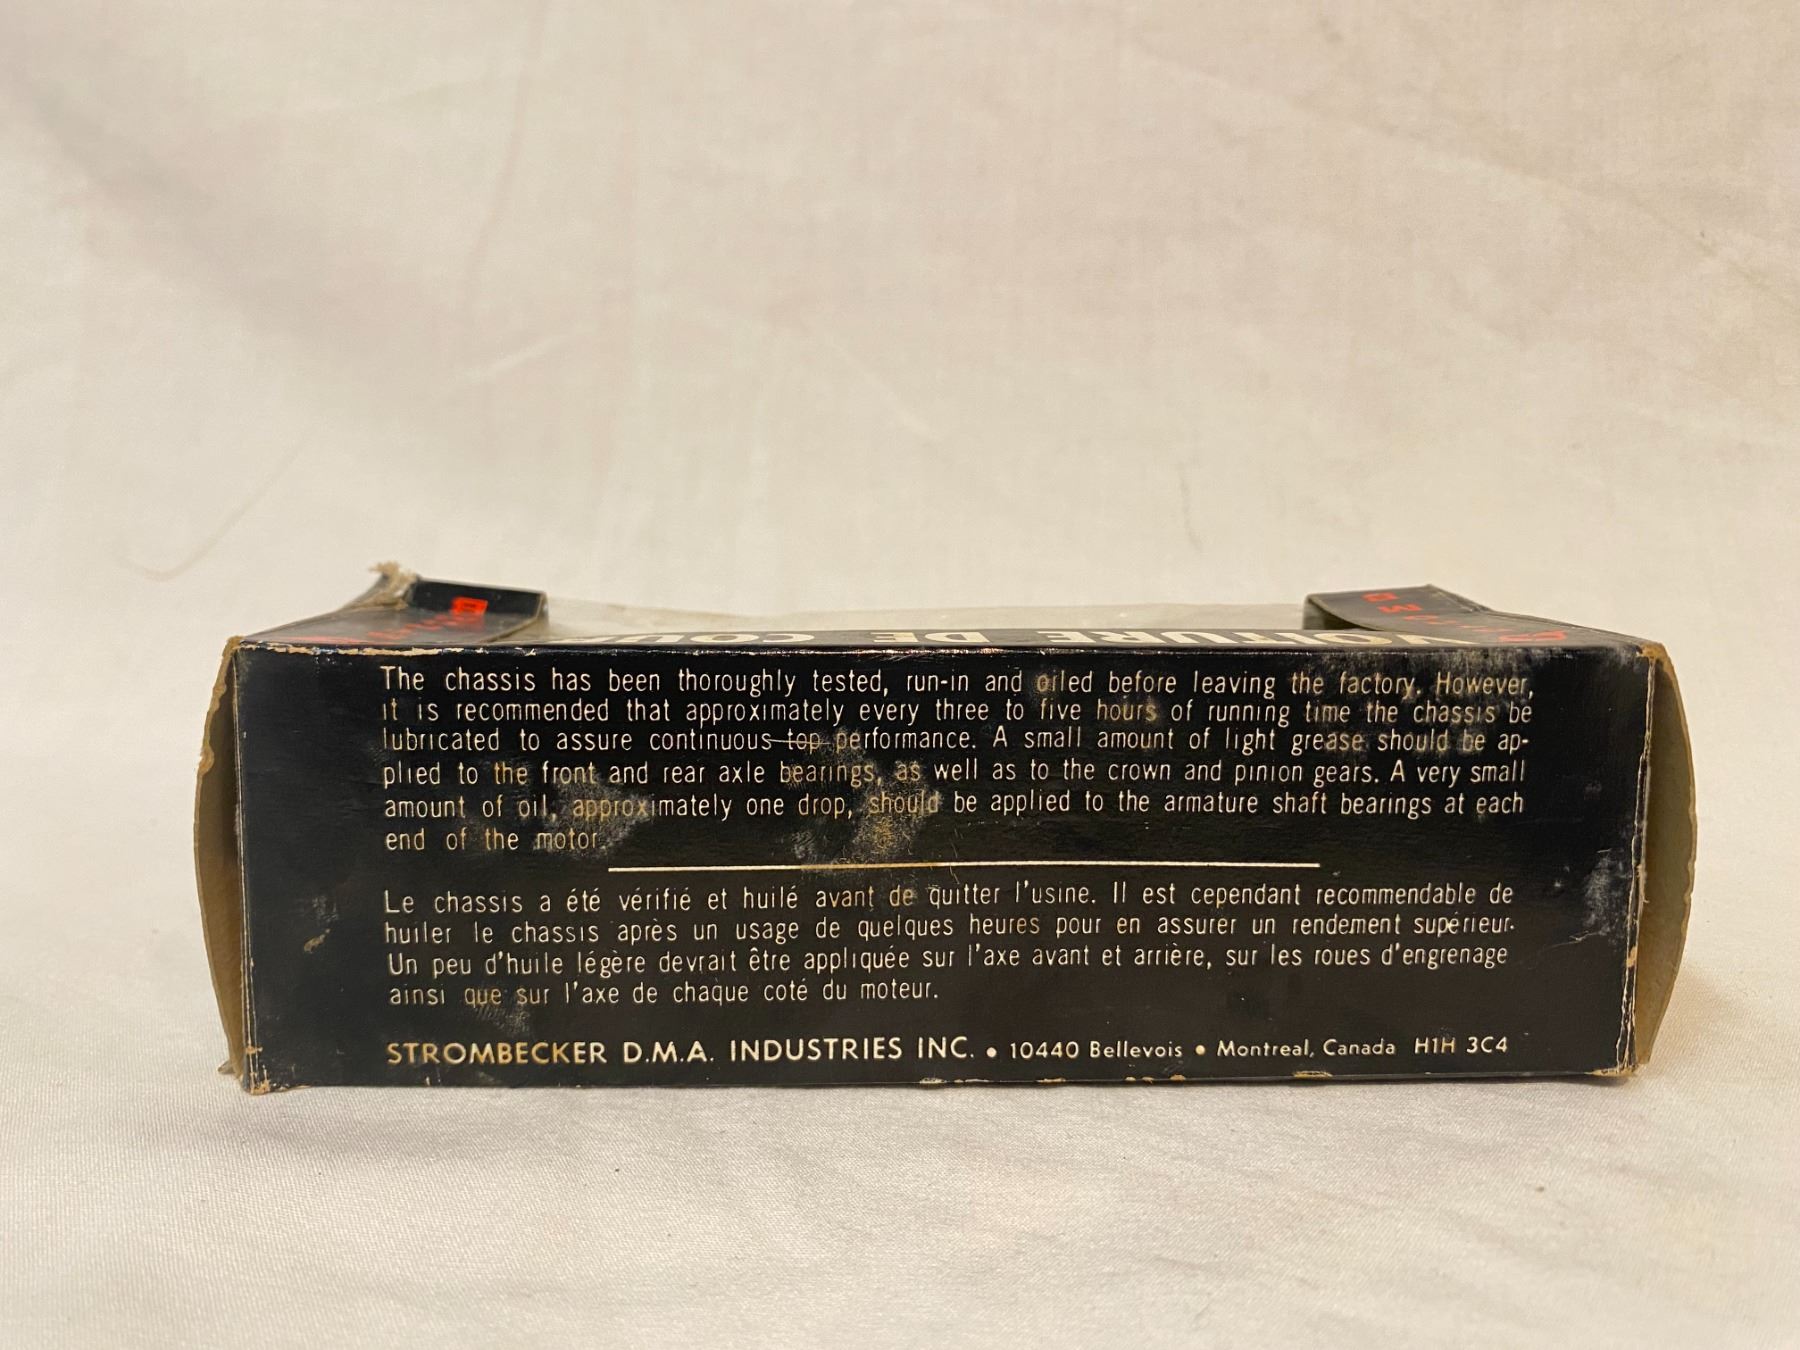 VOITURE DE COU
The chassis has been thoroughly tested, run-in and oiled before leaving the factory. However,
it is recommended that approximately every three to five hours of running time the chassis be
lubricated to assure continuous top performance. A small amount of light grease should be ap-
plied to the front and rear axle bearings, as well as to the crown and pinion gears. A very small
amount of oil, approximately one drop, should be applied to the armature shaft bearings at each
end of the motor.
Le chassis a été vérifié et huilé avant de quitter l'usine. Il est cependant recommendable de
huiler le chassis après un usage de quelques heures pour en assurer un rendement supérieur.
Un peu d'huile légère devrait être appliquée sur l'axe avant et arrière, sur les roues d'engrenage
ainsi que sur l'axe de chaque coté du moteur.
STROMBECKER D.M.A. INDUSTRIES INC. • 10440 Bellevois • Montreal, Canada H1H 3C4